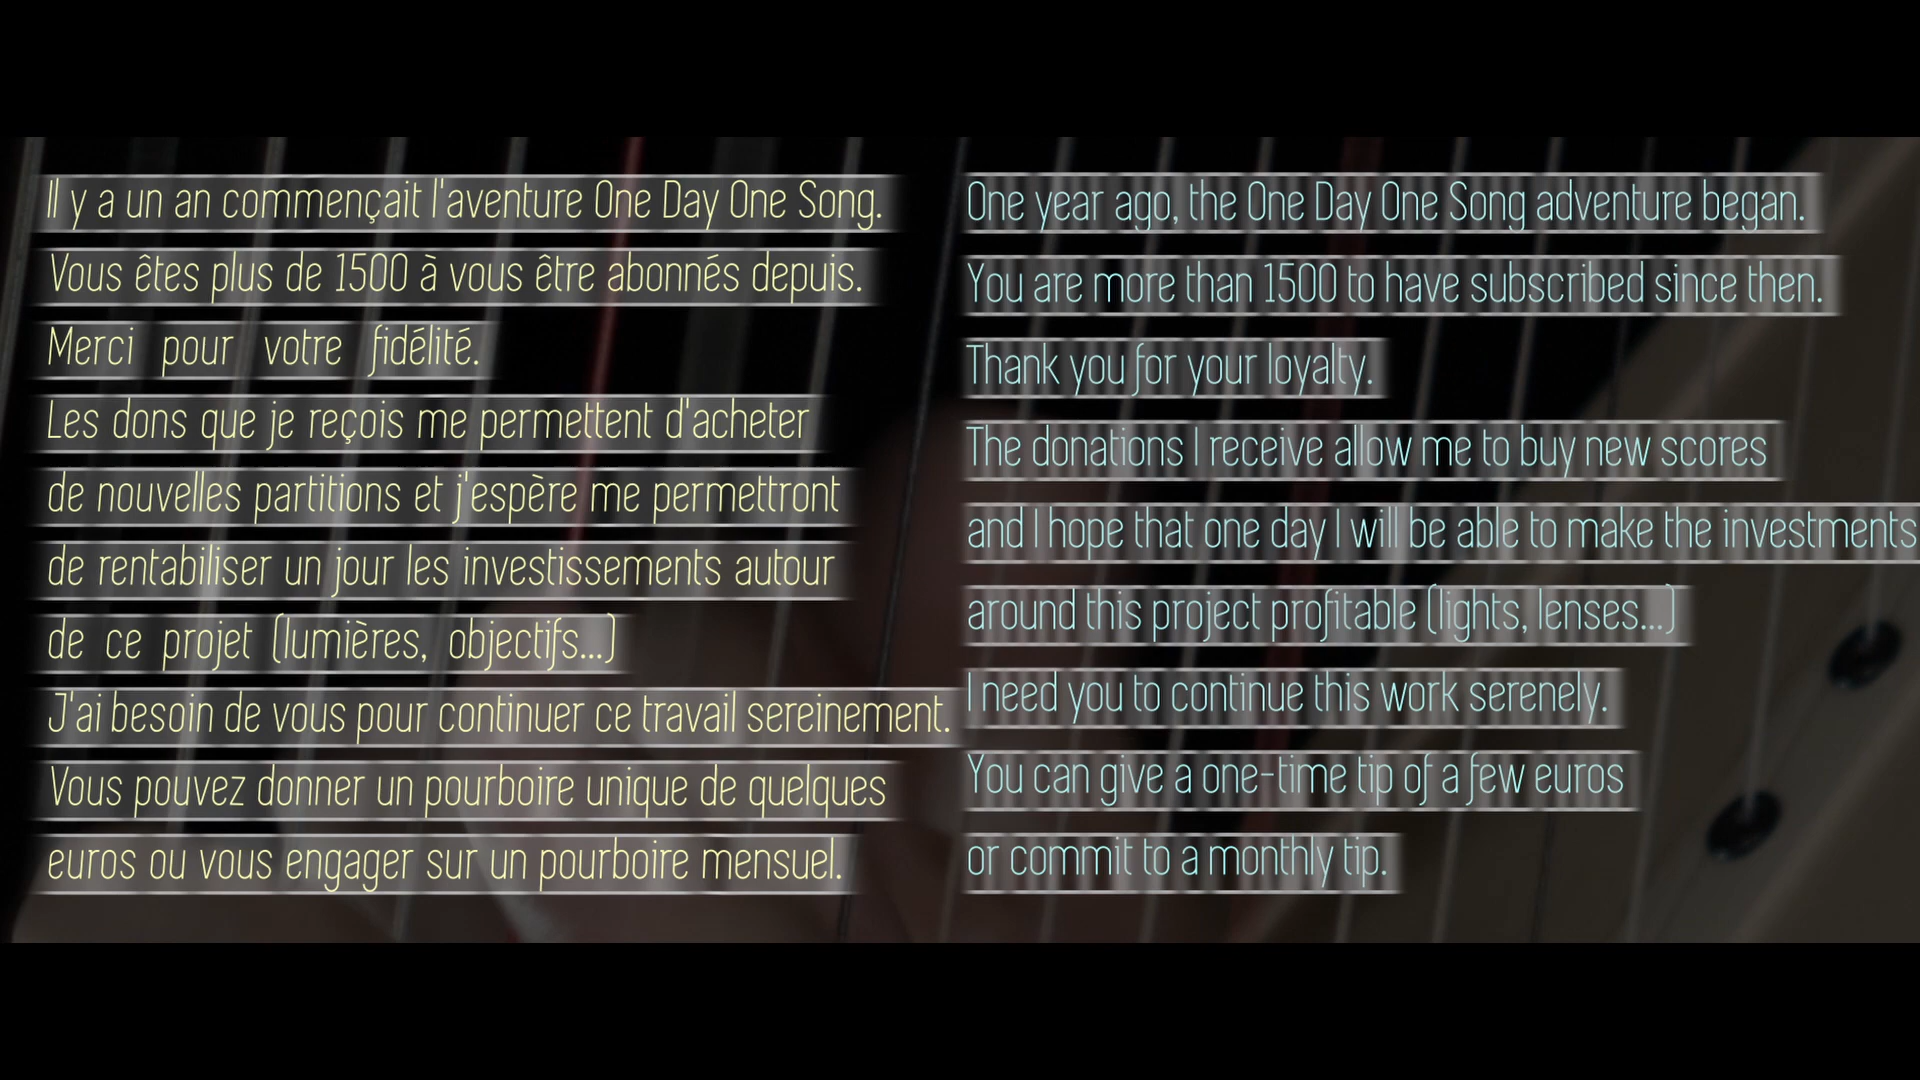 Il y a un an commençait l'aventure One Day One Song.
Vous êtes plus de 1500 à vous être abonnés depuis.
Merci pour votre fidélité.
Les dons que je reçois me permettent d'acheter
de nouvelles partitions et j'espère me permettront
de rentabiliser un jour les investissements autour
de ce projet (lumières, objectifs...)
J'ai besoin de vous pour continuer ce travail sereinement.
Vous pouvez donner un pourboire unique de quelques
euros ou vous engager sur un pourboire mensuel.
One year ago, the One Day One Song adventure began.
You are more than 1500 to have subscribed since then.
Thank you for your loyalty.
The donations I receive allow me to buy new scores
and I hope that one day I will be able to make the investments
around this project profitable (lights, lenses...)
I need you to continue this work serenely.
You can give a one-time tip of a few euros
or commit to a monthly tip.